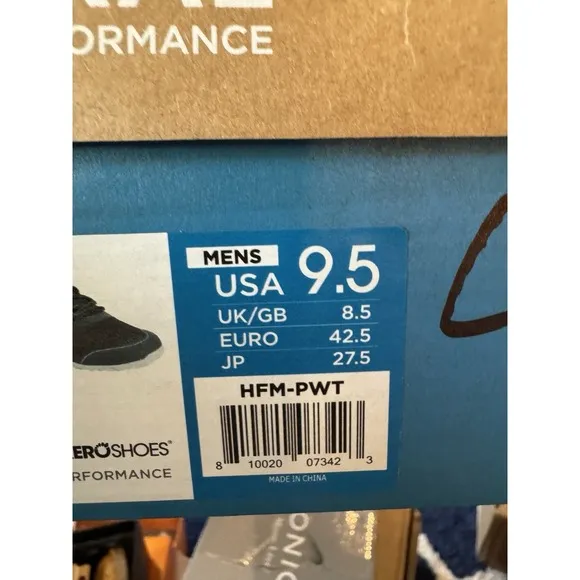 ORMANCE
MENS
USA 9.5
UK/GB 8.5
EURO 42.5
JP 27.5
HFM-PWT
8 10020 07342 3
MADE IN CHINA
EROSHOES®
RFORMANCE